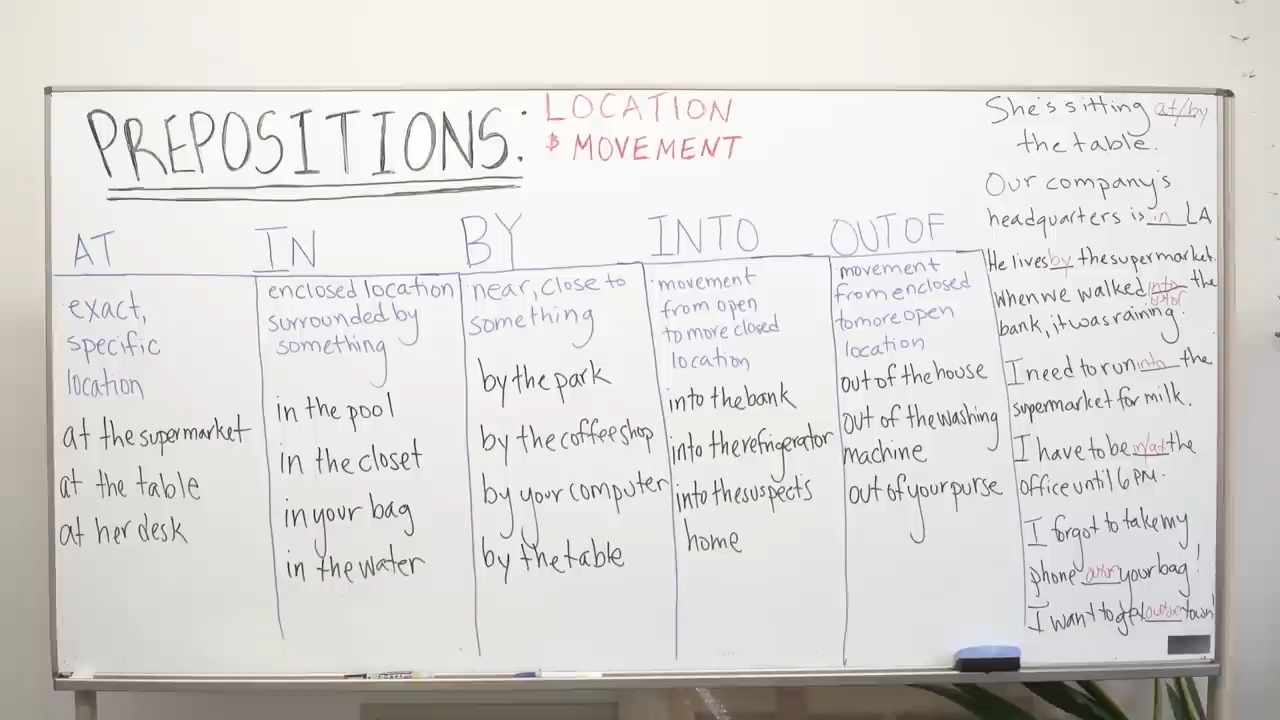 PREPOSITIONS:
LOCATION
& MOVEMENT
AT
exact,
specific
location
at the supermarket
at the table
at her desk
IN
enclosed location
surrounded by
something
in the pool
in the closet
in your bag
in the water
BY
near, close to
something
by the park
by the coffee shop
by your computer
by the table
INTO
movement
from open
to more closed
location
into the bank
into the refrigerator
into the suspects
home
OUT OF
movement
from enclosed
to more open
location
out of the house
out of the washing
machine
out of your purse
She's sitting at/by
the table.
Our company's
headquarters is in LA
He lives by the supermarket.
When we walked into the
out of
bank, it was raining.
I need to run into the
supermarket for milk.
I have to be in/at the
office until 6 PM.
I forgot to take my
phone out of your bag!
I want to get out of town!